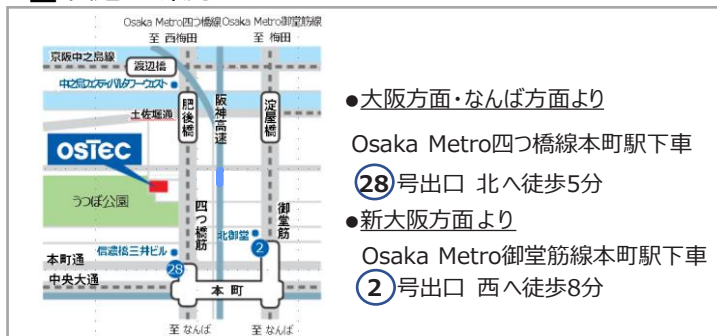 Osaka Metro四つ橋線
Osaka Metro御堂筋線
至 西梅田
至 梅田
京阪中之島線
渡辺橋
中之島フェスティバルタワー・ウエスト
土佐堀通
肥後橋
阪神高速
淀屋橋
OSTEC
うつぼ公園
四つ橋筋
御堂筋
北御堂
2
信濃橋三井ビル
本町通
28
中央大通
本町
至 なんば
至 なんば
●大阪方面・なんば方面より
Osaka Metro四つ橋線本町駅下車
28号出口 北へ徒歩5分
●新大阪方面より
Osaka Metro御堂筋線本町駅下車
2号出口 西へ徒歩8分